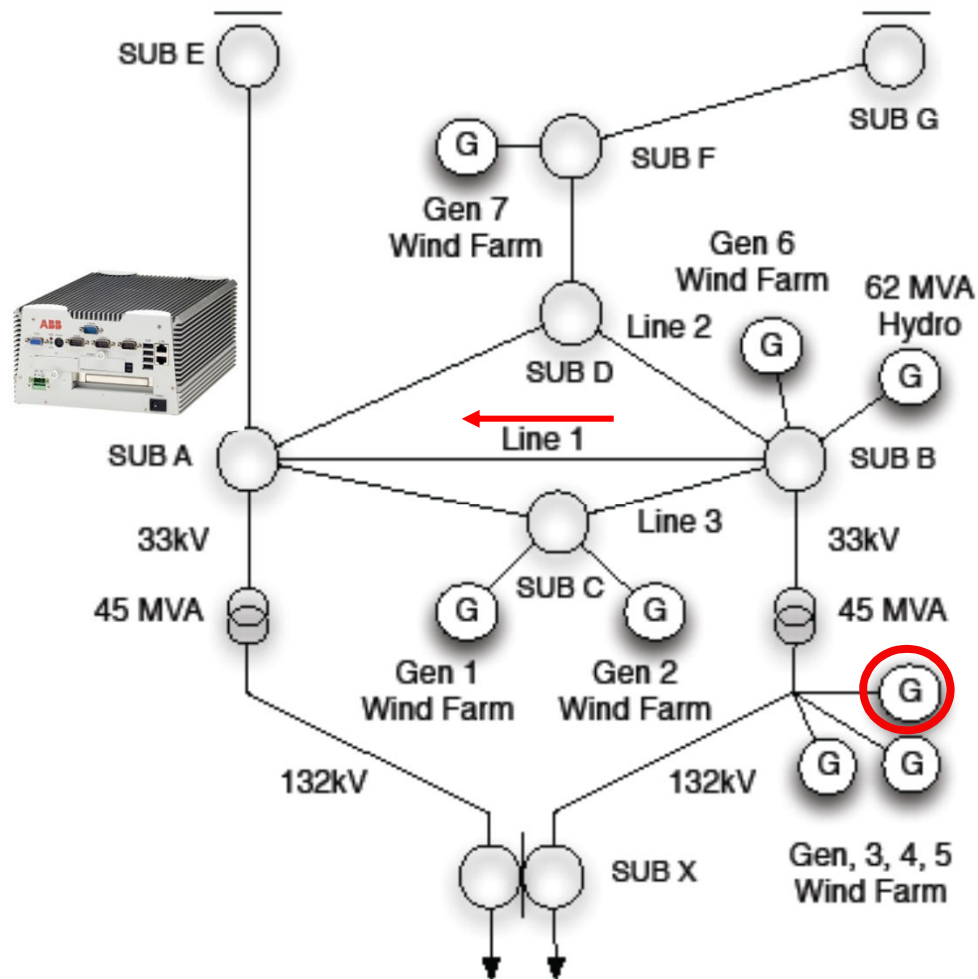 SUB E
SUB G
G
SUB F
Gen 7
Wind Farm
Gen 6
Wind Farm
62 MVA
Hydro
ABB
Line 2
G
G
SUB D
SUB A
Line 1
SUB B
33kV
Line 3
33kV
SUB C
45 MVA
G
G
45 MVA
Gen 1
Wind Farm
Gen 2
Wind Farm
G
G
G
132kV
132kV
Gen, 3, 4, 5
Wind Farm
SUB X